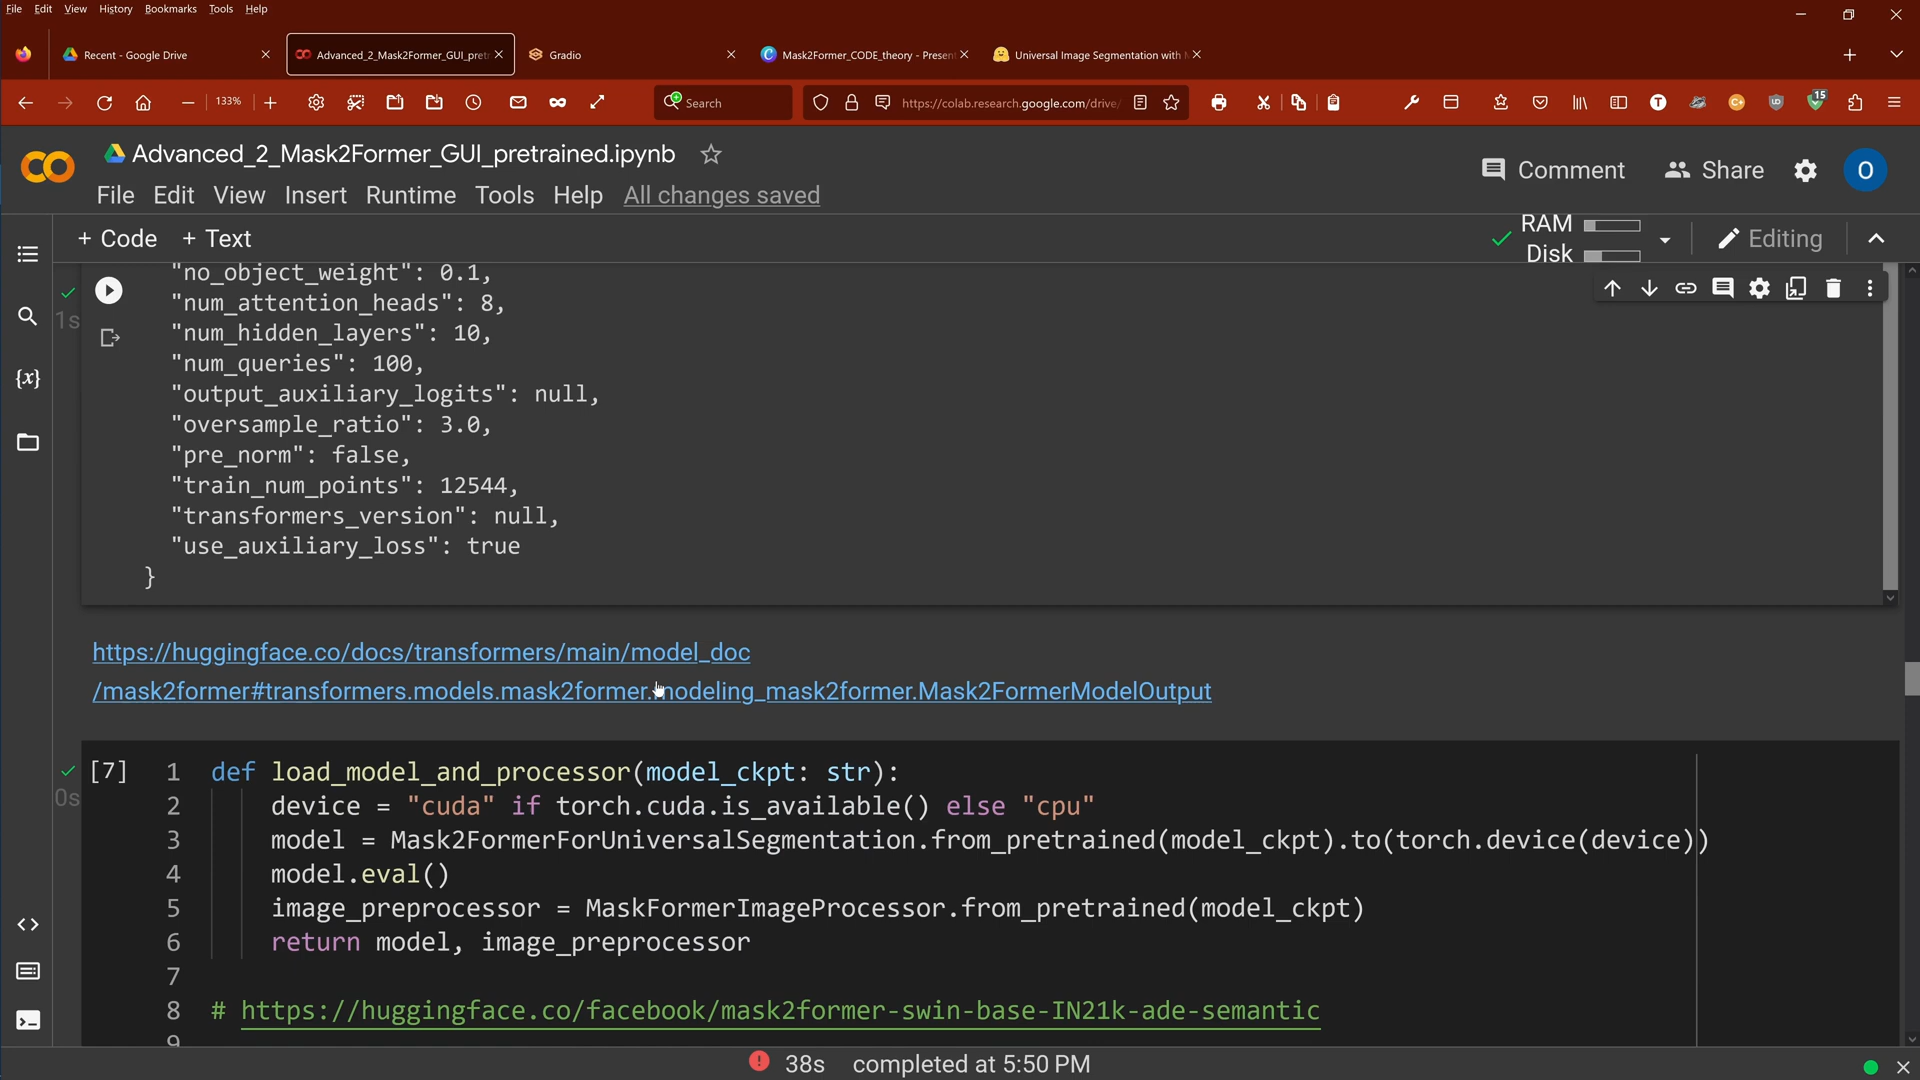 File Edit View History Bookmarks Tools Help
Recent - Google Drive
Advanced_2_Mask2Former_GUI_pretr
Gradio
Mask2Former_CODE_theory - Presen
Universal Image Segmentation with
133%
Search
https://colab.research.google.com/drive/
15
Advanced_2_Mask2Former_GUI_pretrained.ipynb
Comment
Share
O
File Edit View Insert Runtime Tools Help All changes saved
+ Code + Text
RAM
Disk
Editing
1s
"no_object_weight": 0.1,
"num_attention_heads": 8,
"num_hidden_layers": 10,
"num_queries": 100,
"output_auxiliary_logits": null,
"oversample_ratio": 3.0,
"pre_norm": false,
"train_num_points": 12544,
"transformers_version": null,
"use_auxiliary_loss": true
}
https://huggingface.co/docs/transformers/main/model_doc
/mask2former#transformers.models.mask2former.modeling_mask2former.Mask2FormerModelOutput
[7]
0s
1 def load_model_and_processor(model_ckpt: str):
2 device = "cuda" if torch.cuda.is_available() else "cpu"
3 model = Mask2FormerForUniversalSegmentation.from_pretrained(model_ckpt).to(torch.device(device))
4 model.eval()
5 image_preprocessor = MaskFormerImageProcessor.from_pretrained(model_ckpt)
6 return model, image_preprocessor
7
8 # https://huggingface.co/facebook/mask2former-swin-base-IN21k-ade-semantic
9
38s completed at 5:50 PM